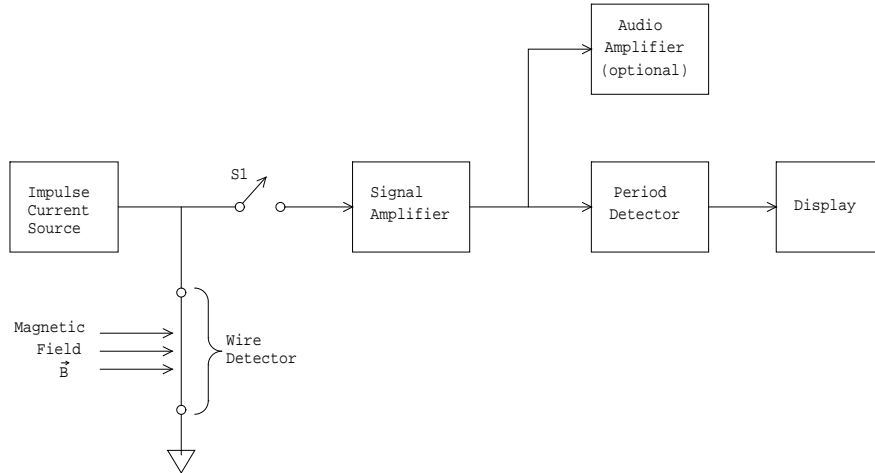 Audio
Amplifier
(optional)
Impulse
Current
Source
S1
Signal
Amplifier
Period
Detector
Display
Magnetic
Field
B
Wire
Detector